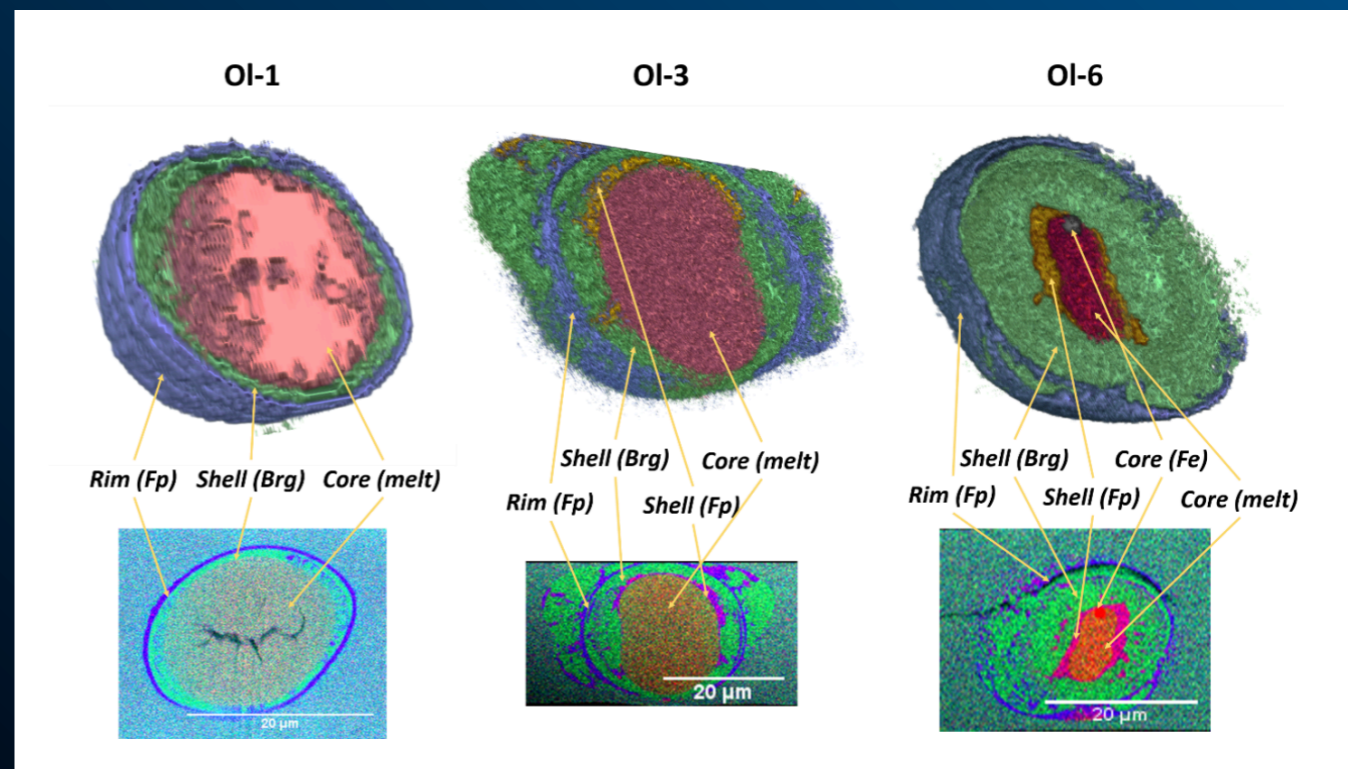 Ol-1
Ol-3
Ol-6
Rim (Fp)
Shell (Brg)
Core (melt)
Shell (Brg)
Core (melt)
Rim (Fp)
Shell (Fp)
Shell (Brg)
Core (Fe)
Rim (Fp)
Shell (Fp)
Core (melt)
20 µm
20 µm
20 µm